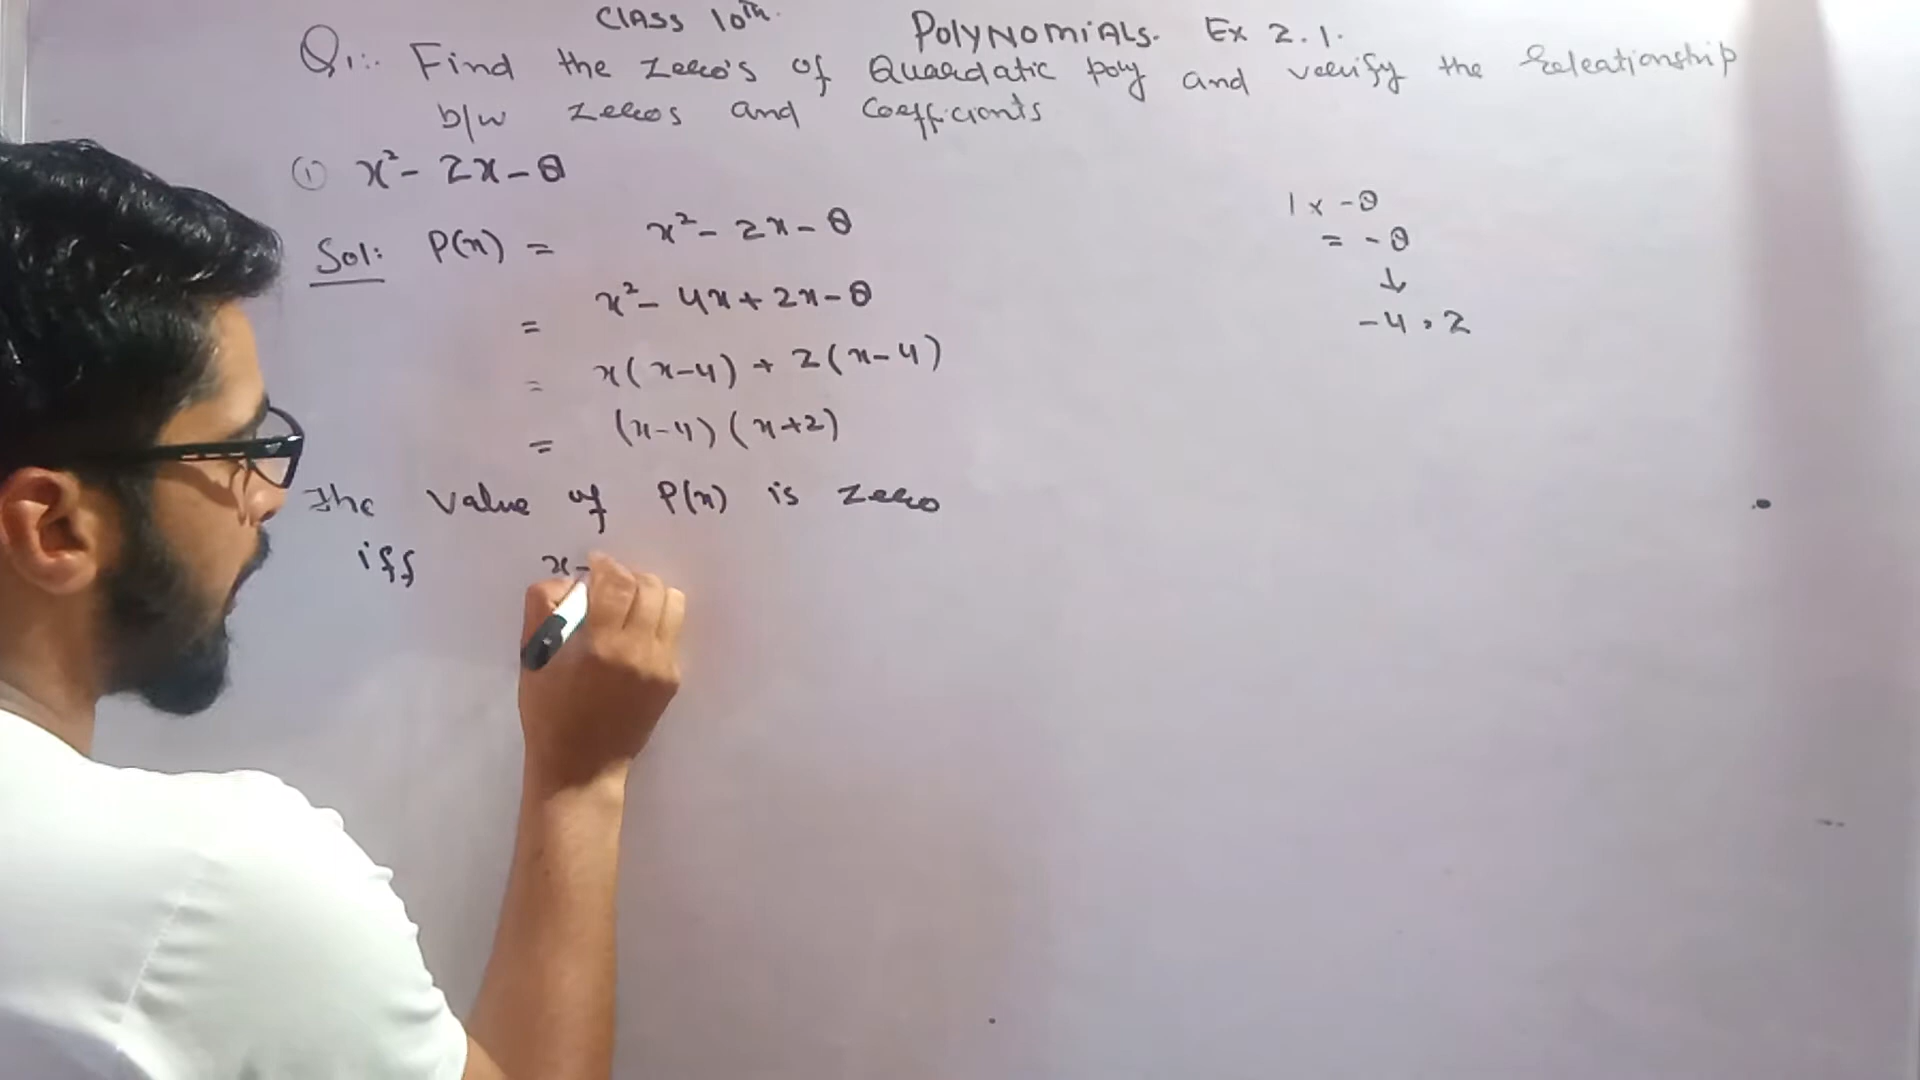 CLASS 10th.
POLYNOMIALS. Ex 2.1.
Q1:- Find the Zero's of Quardatic poly and verify the Releationship
b/w zeros and Coefficients
① x² - 2x - 8
Sol: P(x) = x² - 2x - 8
= x² - 4x + 2x - 8
= x(x-4) + 2(x-4)
= (x-4)(x+2)
The value of P(x) is zero
iff x-
1 x -8
= -8
↓
-4, 2